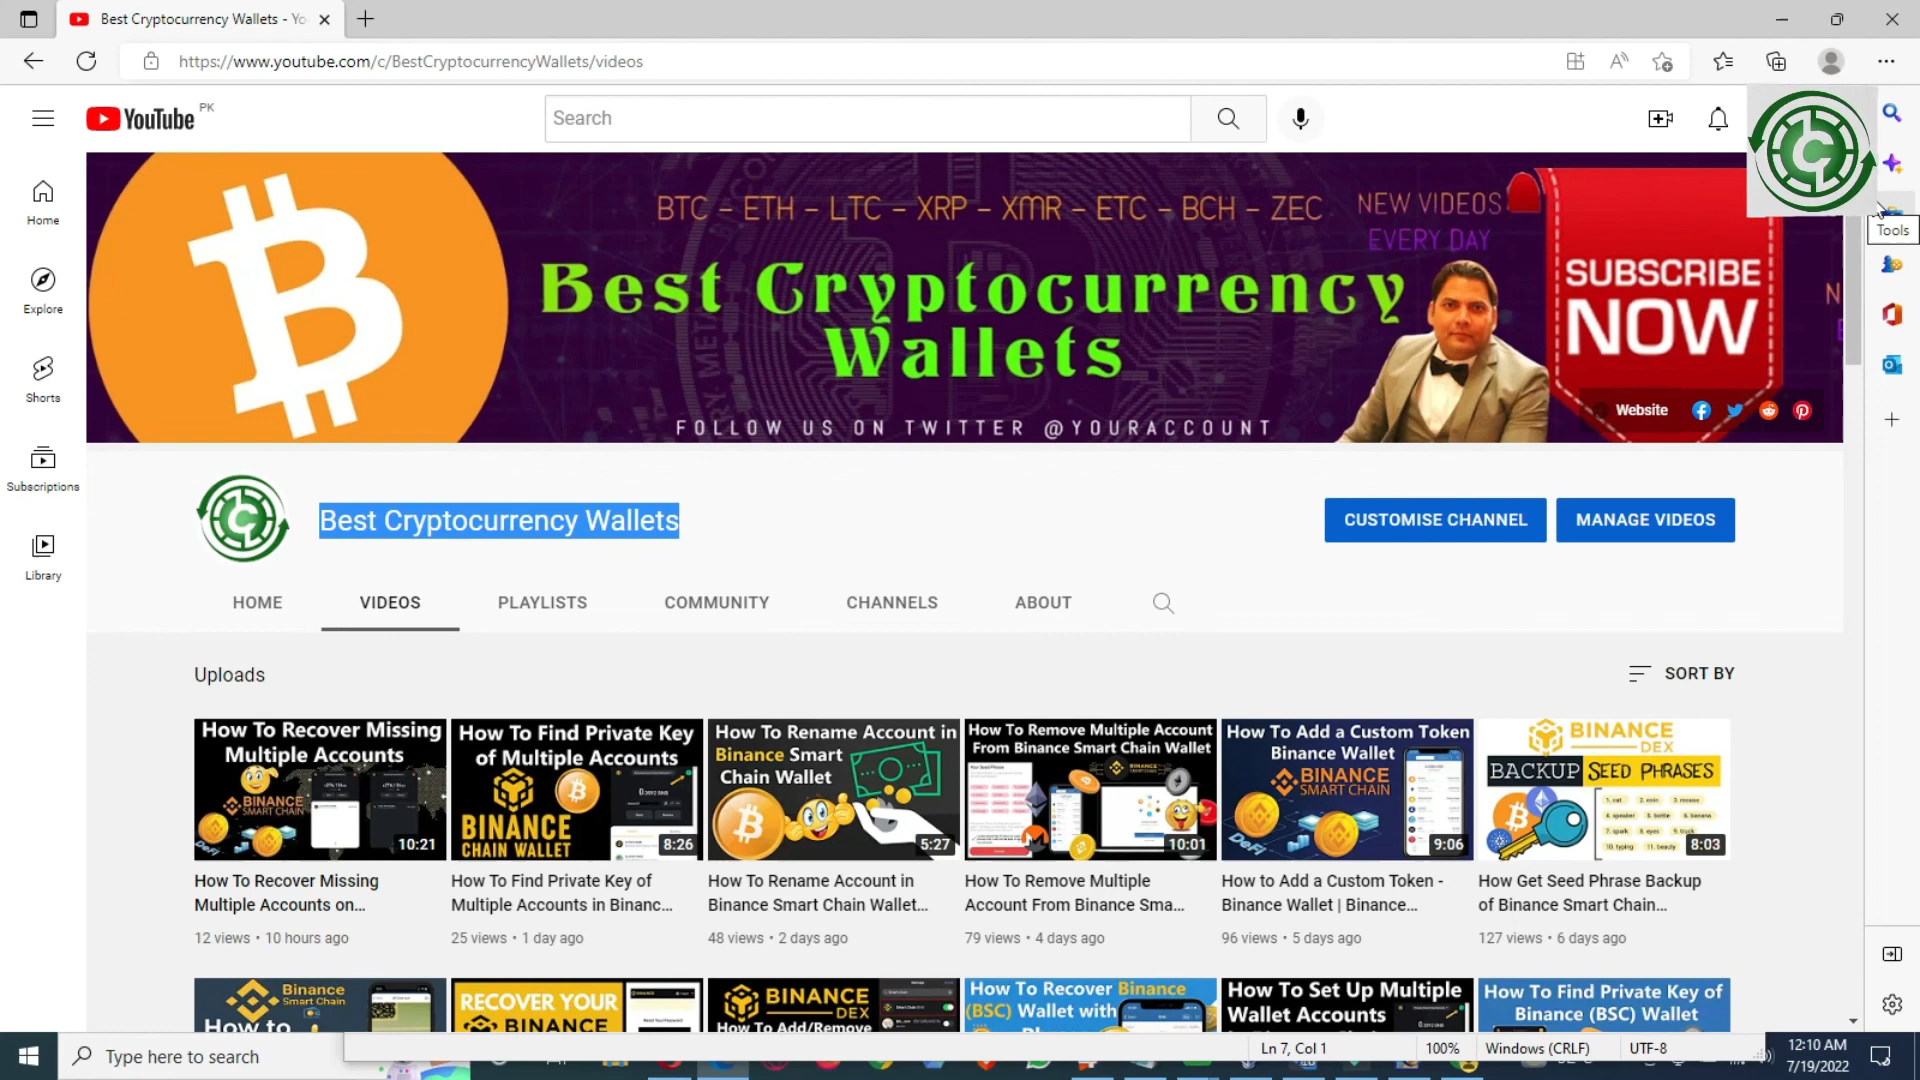 Best Cryptocurrency Wallets - Yo
https://www.youtube.com/c/BestCryptocurrencyWallets/videos
YouTube PK
Search
Tools
Home
Explore
Shorts
Subscriptions
Library
BTC - ETH - LTC - XRP - XMR - ETC - BCH - ZEC
NEW VIDEOS
EVERY DAY
Best Cryptocurrency
Wallets
FOLLOW US ON TWITTER @YOURACCOUNT
SUBSCRIBE
NOW
Website
Best Cryptocurrency Wallets
CUSTOMISE CHANNEL
MANAGE VIDEOS
HOME VIDEOS PLAYLISTS COMMUNITY CHANNELS ABOUT
Uploads
SORT BY
How To Recover Missing
Multiple Accounts
BINANCE
SMART CHAIN
DeFi
10:21
How To Recover Missing
Multiple Accounts on...
12 views • 10 hours ago
How To Find Private Key
of Multiple Accounts
BINANCE
CHAIN WALLET
8:26
How To Find Private Key of
Multiple Accounts in Binanc...
25 views • 1 day ago
How To Rename Account in
Binance Smart
Chain Wallet
5:27
How To Rename Account in
Binance Smart Chain Wallet...
48 views • 2 days ago
How To Remove Multiple Account
From Binance Smart Chain Wallet
10:01
How To Remove Multiple
Account From Binance Sma...
79 views • 4 days ago
How To Add a Custom Token
Binance Wallet
BINANCE
SMART CHAIN
DeFi
9:06
How to Add a Custom Token -
Binance Wallet | Binance...
96 views • 5 days ago
BINANCE
DEX
BACKUP SEED PHRASES
8:03
How Get Seed Phrase Backup
of Binance Smart Chain...
127 views • 6 days ago
Binance
Smart Chain
How to
RECOVER YOUR
BINANCE
BINANCE
DEX
How To Add/Remove
How To Recover Binance
(BSC) Wallet with
How To Set Up Multiple
Wallet Accounts
How To Find Private Key of
Binance (BSC) Wallet
Type here to search
Ln 7, Col 1
100%
Windows (CRLF)
UTF-8
12:10 AM
7/19/2022